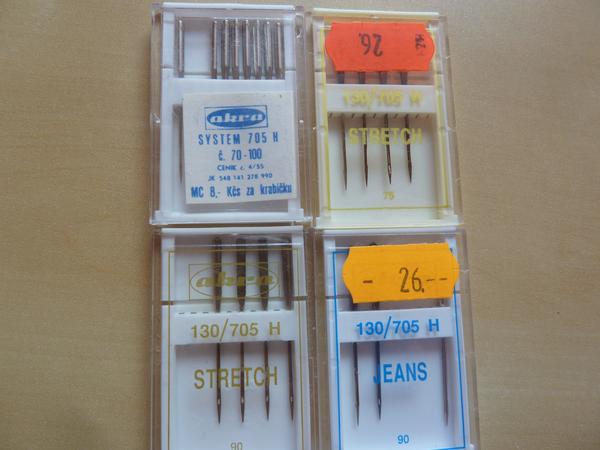 akra
SYSTEM 705 H
č. 70-100
CENÍK č. 4/55
JK 548 141 278 990
MC 8,- Kčs za krabičku
26.
130/705 H
STRETCH
75
akra
130/705 H
STRETCH
90
- 26.--
130/705 H
JEANS
90